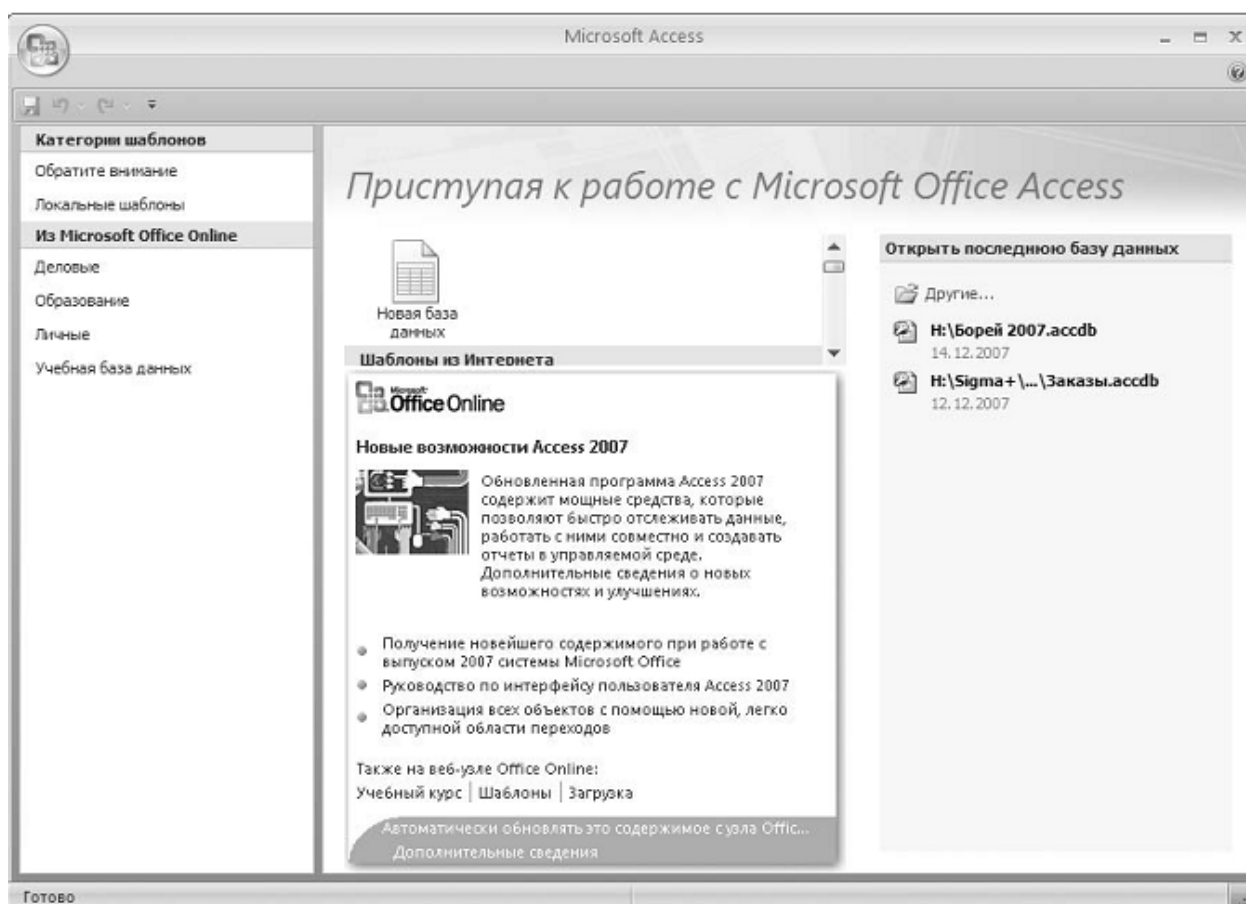 Microsoft Access
Категории шаблонов
Обратите внимание
Локальные шаблоны
Из Microsoft Office Online
Деловые
Образование
Личные
Учебная база данных
Приступая к работе с Microsoft Office Access
Новая база
данных
Шаблоны из Интернета
Microsoft
Office Online
Новые возможности Access 2007
Обновленная программа Access 2007
содержит мощные средства, которые
позволяют быстро отслеживать данные,
работать с ними совместно и создавать
отчеты в управляемой среде.
Дополнительные сведения о новых
возможностях и улучшениях.
Получение новейшего содержимого при работе с
выпуском 2007 системы Microsoft Office
Руководство по интерфейсу пользователя Access 2007
Организация всех объектов с помощью новой, легко
доступной области переходов
Также на веб-узле Office Online:
Учебный курс | Шаблоны | Загрузка
Автоматически обновлять это содержимое с узла Offic...
Дополнительные сведения
Открыть последнюю базу данных
Другие...
H:\Борей 2007.accdb
14.12.2007
H:\Sigma+\...\Заказы.accdb
12.12.2007
Готово